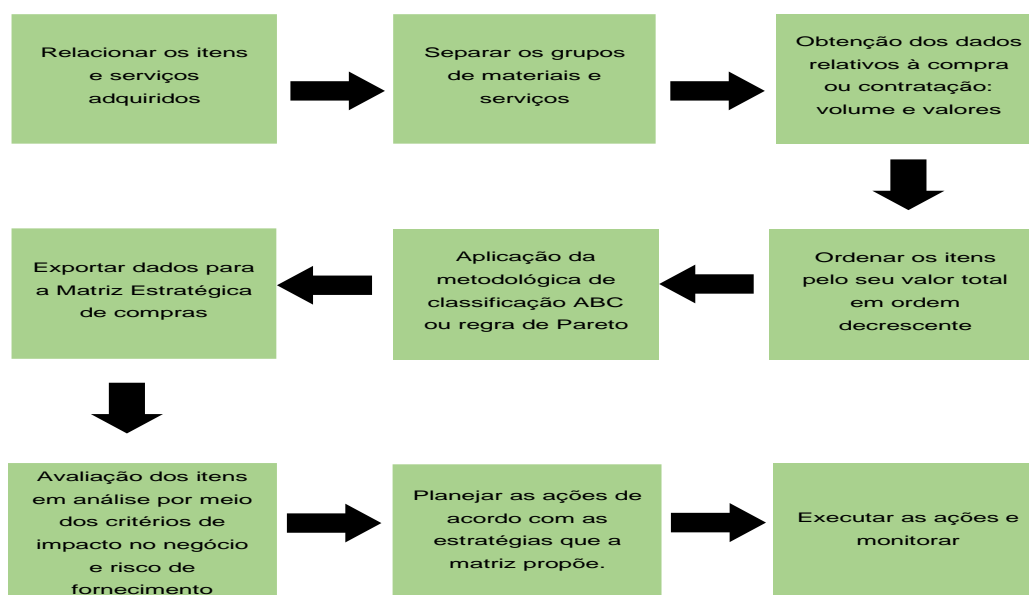 Relacionar os itens
e serviços
adquiridos
Separar os grupos
de materiais e
serviços
Obtenção dos dados
relativos à compra
ou contratação:
volume e valores
Ordenar os itens
pelo seu valor total
em ordem
decrescente
Aplicação da
metodológica de
classificação ABC
ou regra de Pareto
Exportar dados para
a Matriz Estratégica
de compras
Avaliação dos itens
em análise por meio
dos critérios de
impacto no negócio
e risco de
fornecimento
Planejar as ações de
acordo com as
estratégias que a
matriz propõe.
Executar as ações e
monitorar